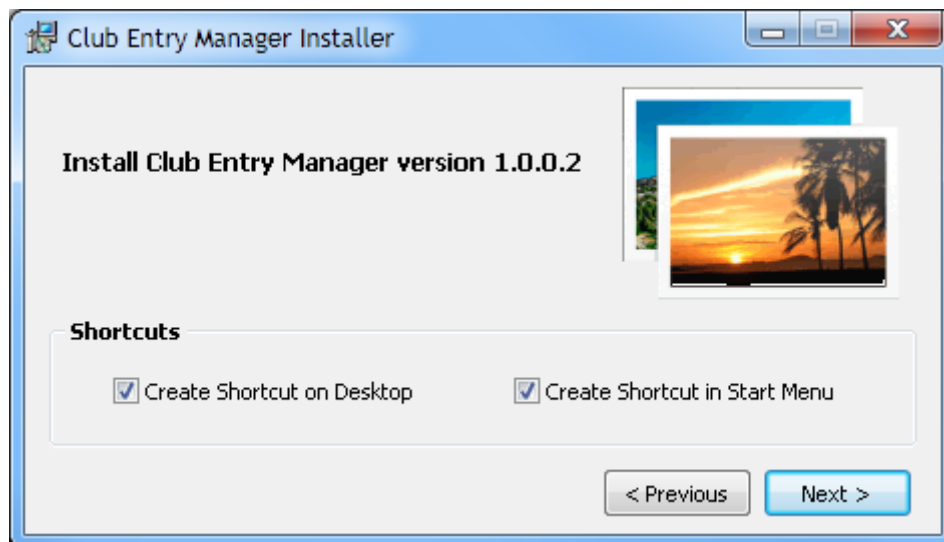 Club Entry Manager Installer
Install Club Entry Manager version 1.0.0.2
Shortcuts
Create Shortcut on Desktop
Create Shortcut in Start Menu
< Previous
Next >